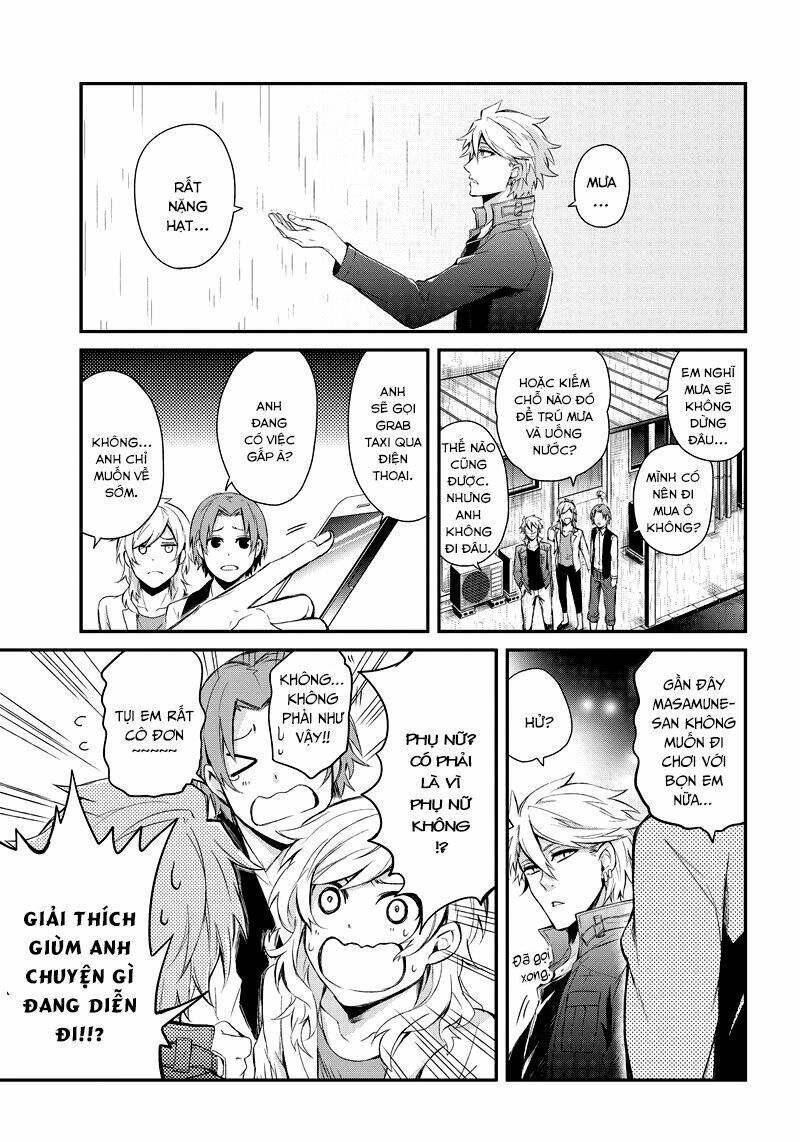 MƯA
...
RẤT
NẶNG
HẠT...
EM NGHĨ
MƯA SẼ
KHÔNG
DỪNG
ĐÂU...
MÌNH CÓ
NÊN ĐI
MUA Ô
KHÔNG?
HOẶC KIẾM
CHỖ NÀO ĐÓ
ĐỂ TRÚ MƯA
VÀ UỐNG
NƯỚC?
THẾ NÀO
CŨNG
ĐƯỢC.
NHƯNG
ANH
KHÔNG
ĐI ĐÂU.
ANH
SẼ GỌI
GRAB
TAXI QUA
ĐIỆN
THOẠI.
ANH
ĐANG
CÓ VIỆC
GẤP À?
KHÔNG...
ANH CHỈ
MUỐN VỀ
SỚM.
GẦN ĐÂY
MASAMUNE-
SAN KHÔNG
MUỐN ĐI
CHƠI VỚI
BỌN EM
NỮA...
HỬ?
Đã gọi
xong.
PHỤ NỮ?
CÓ PHẢI
LÀ VÌ
PHỤ NỮ
KHÔNG
!?
KHÔNG...
KHÔNG
PHẢI NHƯ
VẬY!!
TỤI EM RẤT
CÔ ĐƠN
~~~~~
GIẢI THÍCH
GIÙM ANH
CHUYỆN GÌ
ĐANG DIỄN
ĐI!!?